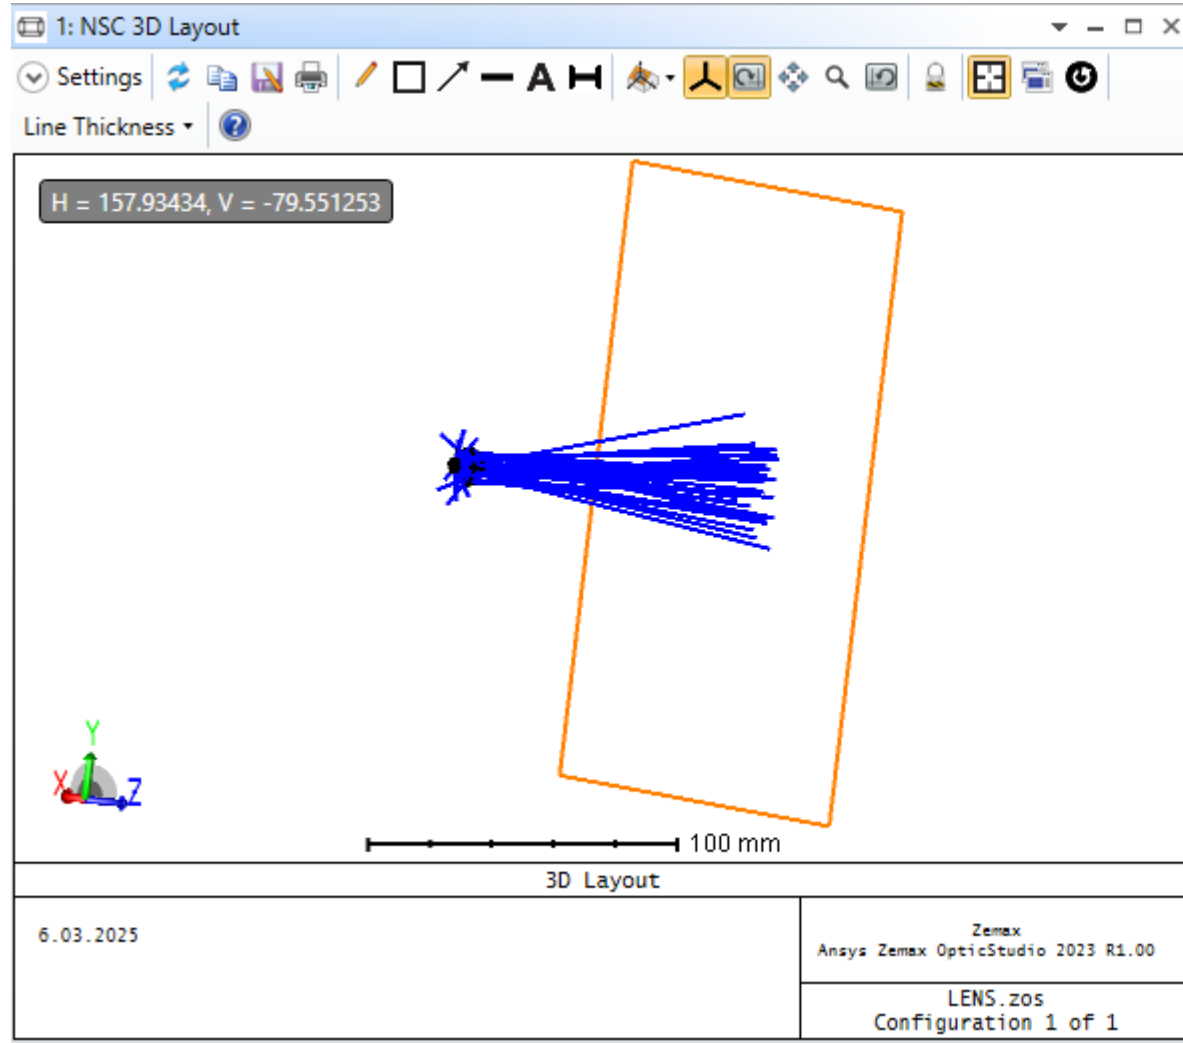 1: NSC 3D Layout
Settings
A
Line Thickness
?
H = 157.93434, V = -79.551253
Y
X
Z
100 mm
3D Layout
6.03.2025
Zemax
Ansys Zemax OpticStudio 2023 R1.00
LENS.zos
Configuration 1 of 1